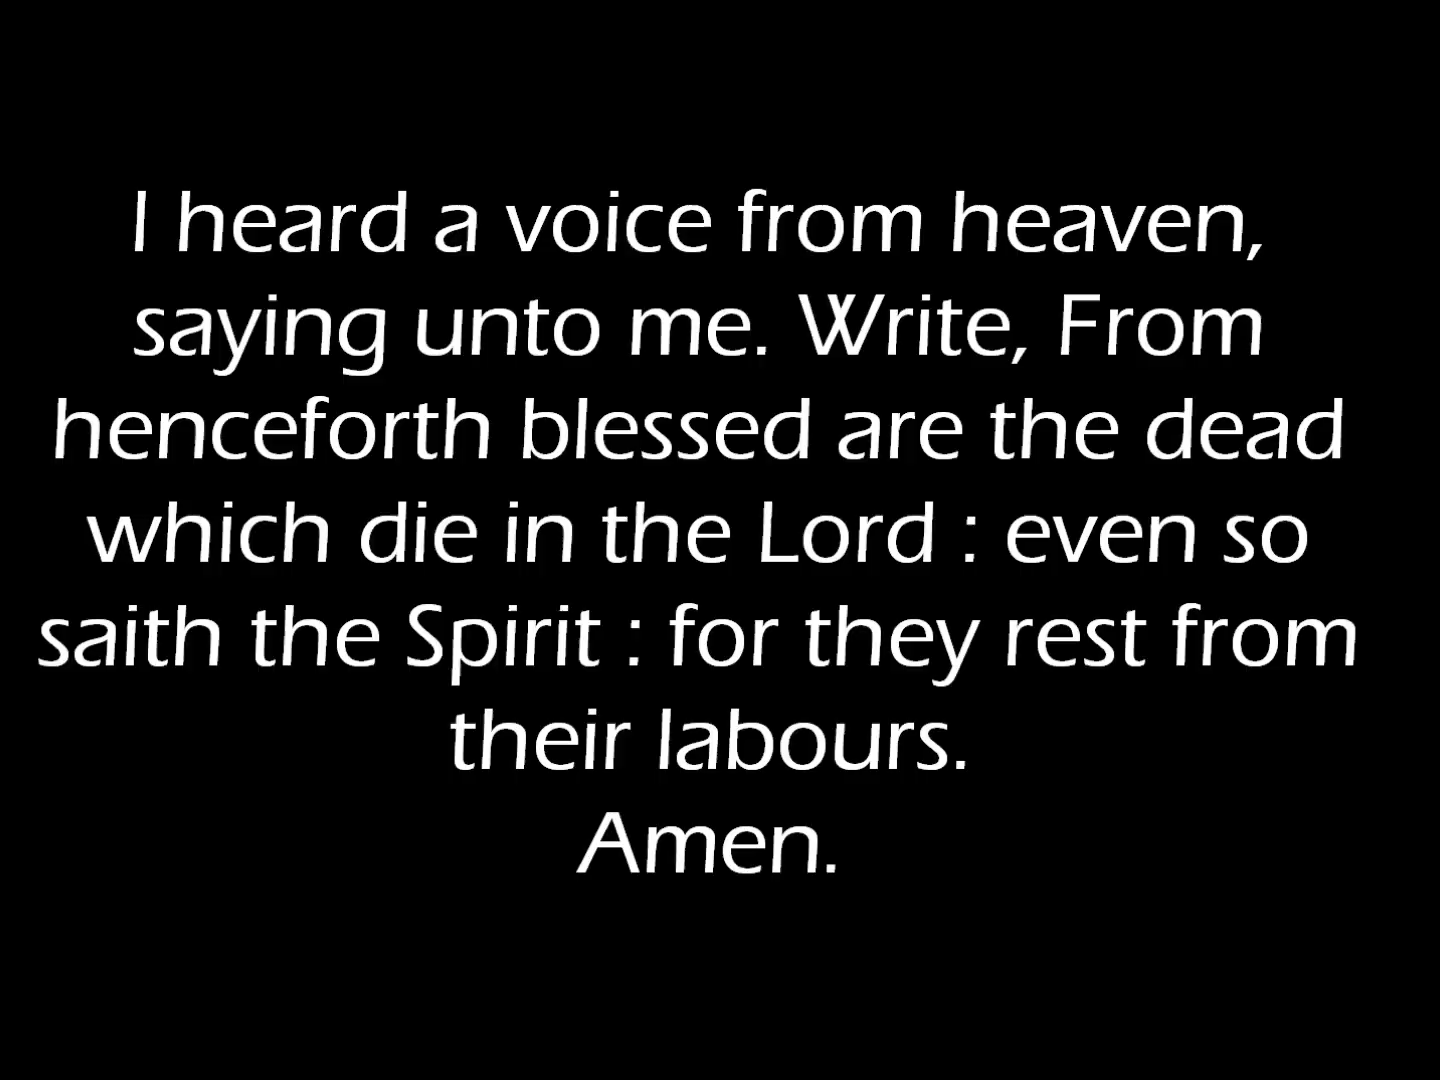 I heard a voice from heaven,
saying unto me. Write, From
henceforth blessed are the dead
which die in the Lord : even so
saith the Spirit : for they rest from
their labours.
Amen.